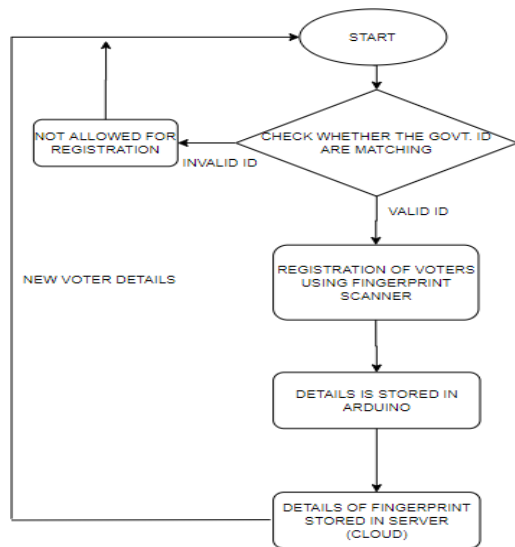 START
CHECK WHETHER THE GOVT. ID
ARE MATCHING
NOT ALLOWED FOR
REGISTRATION
INVALID ID
VALID ID
REGISTRATION OF VOTERS
USING FINGERPRINT
SCANNER
NEW VOTER DETAILS
DETAILS IS STORED IN
ARDUINO
DETAILS OF FINGERPRINT
STORED IN SERVER
(CLOUD)